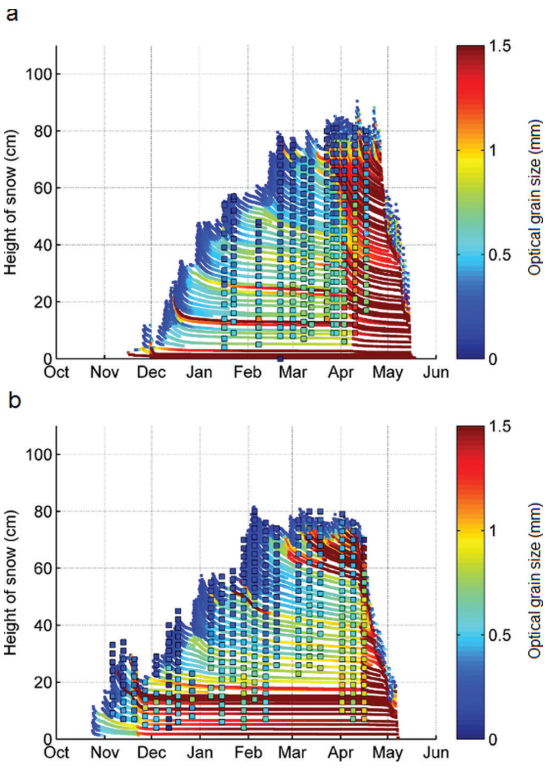 a
100
80
60
40
20
0
Height of snow (cm)
Oct Nov Dec Jan Feb Mar Apr May Jun
1.5
1
0.5
0
Optical grain size (mm)
b
100
80
60
40
20
0
Height of snow (cm)
Oct Nov Dec Jan Feb Mar Apr May Jun
1.5
1
0.5
0
Optical grain size (mm)